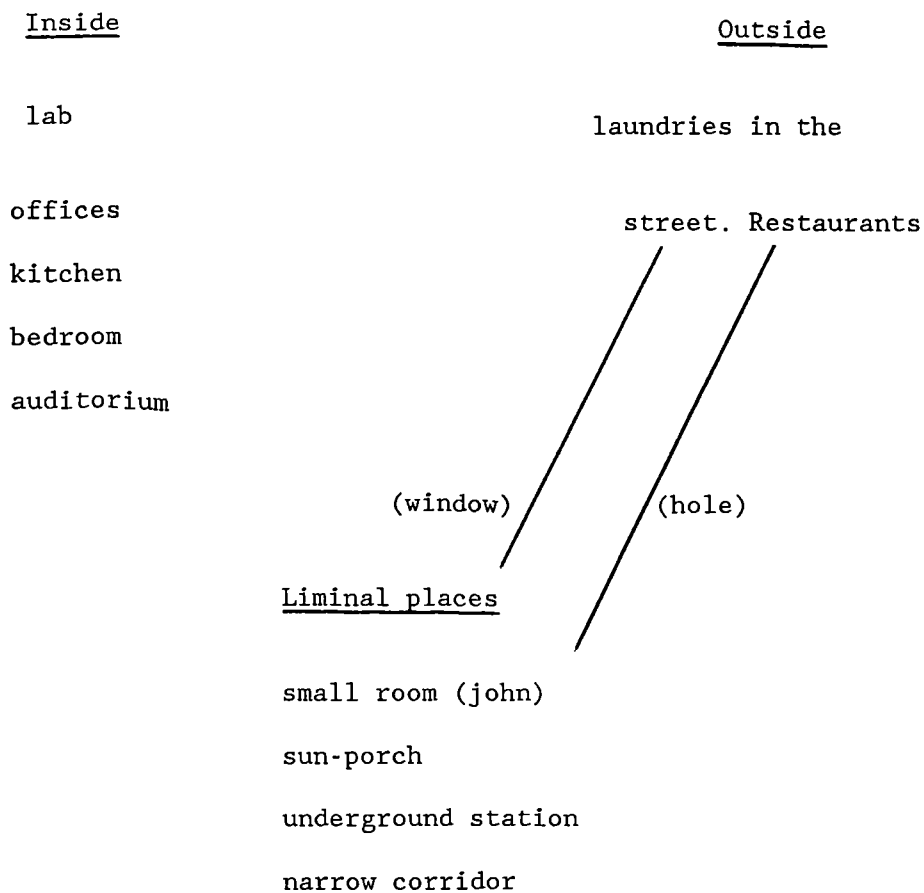 Inside
Outside
lab
laundries in the
offices
street. Restaurants
kitchen
bedroom
auditorium
(window)
(hole)
Liminal places
small room (john)
sun-porch
underground station
narrow corridor